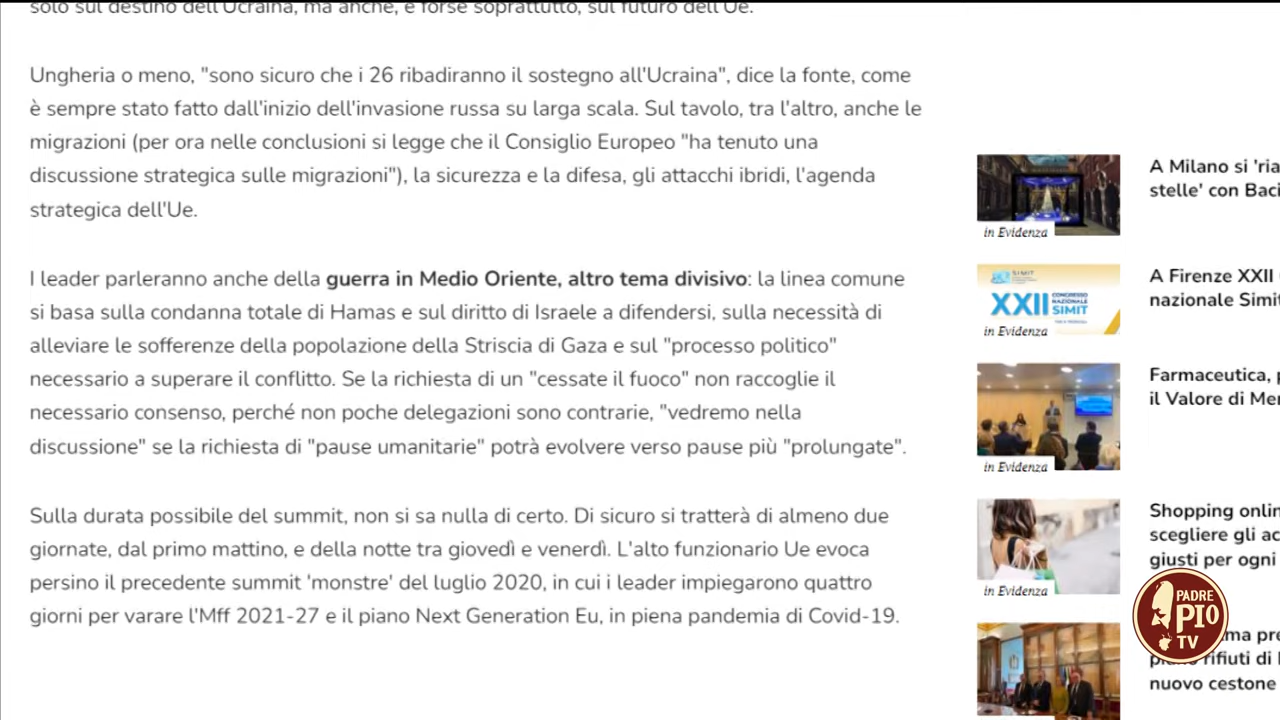 solo sul destino dell'Ucraina, ma anche, e forse soprattutto, sul futuro dell'Ue.
Ungheria o meno, "sono sicuro che i 26 ribadiranno il sostegno all'Ucraina", dice la fonte, come
è sempre stato fatto dall'inizio dell'invasione russa su larga scala. Sul tavolo, tra l'altro, anche le
migrazioni (per ora nelle conclusioni si legge che il Consiglio Europeo "ha tenuto una
discussione strategica sulle migrazioni"), la sicurezza e la difesa, gli attacchi ibridi, l'agenda
strategica dell'Ue.
I leader parleranno anche della guerra in Medio Oriente, altro tema divisivo: la linea comune
si basa sulla condanna totale di Hamas e sul diritto di Israele a difendersi, sulla necessità di
alleviare le sofferenze della popolazione della Striscia di Gaza e sul "processo politico"
necessario a superare il conflitto. Se la richiesta di un "cessate il fuoco" non raccoglie il
necessario consenso, perché non poche delegazioni sono contrarie, "vedremo nella
discussione" se la richiesta di "pause umanitarie" potrà evolvere verso pause più "prolungate".
Sulla durata possibile del summit, non si sa nulla di certo. Di sicuro si tratterà di almeno due
giornate, dal primo mattino, e della notte tra giovedì e venerdì. L'alto funzionario Ue evoca
persino il precedente summit 'monstre' del luglio 2020, in cui i leader impiegarono quattro
giorni per varare l'Mff 2021-27 e il piano Next Generation Eu, in piena pandemia di Covid-19.
in Evidenza
A Milano si 'ria
stelle' con Baci
SIMIT
XXII CONGRESSO
NAZIONALE
SIMIT
in Evidenza
A Firenze XXII
nazionale Simit
in Evidenza
Farmaceutica,
il Valore di Mer
in Evidenza
Shopping onlin
scegliere gli ac
giusti per ogni
ma pre
piano rifiuti di
nuovo cestone
PADRE
PIO
TV